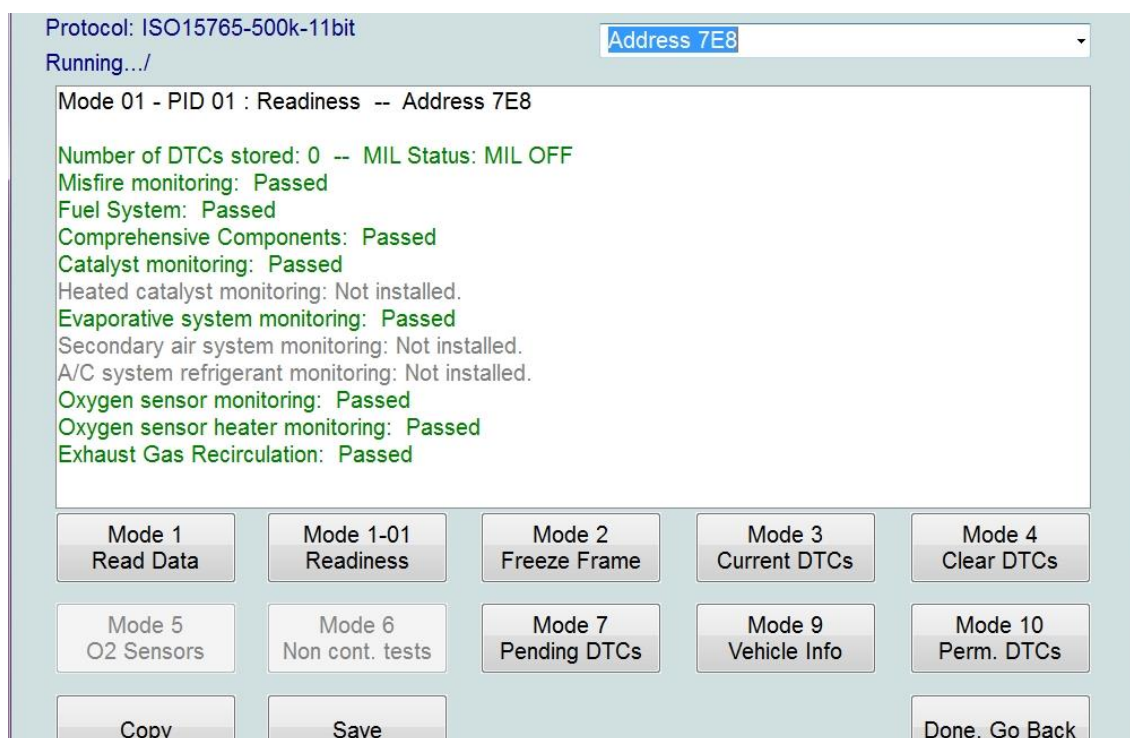 Protocol: ISO15765-500k-11bit
Address 7E8
Running.../
Mode 01 - PID 01 : Readiness -- Address 7E8
Number of DTCs stored: 0 -- MIL Status: MIL OFF
Misfire monitoring: Passed
Fuel System: Passed
Comprehensive Components: Passed
Catalyst monitoring: Passed
Heated catalyst monitoring: Not installed.
Evaporative system monitoring: Passed
Secondary air system monitoring: Not installed.
A/C system refrigerant monitoring: Not installed.
Oxygen sensor monitoring: Passed
Oxygen sensor heater monitoring: Passed
Exhaust Gas Recirculation: Passed
Mode 1
Read Data
Mode 1-01
Readiness
Mode 2
Freeze Frame
Mode 3
Current DTCs
Mode 4
Clear DTCs
Mode 5
O2 Sensors
Mode 6
Non cont. tests
Mode 7
Pending DTCs
Mode 9
Vehicle Info
Mode 10
Perm. DTCs
Copy
Save
Done. Go Back